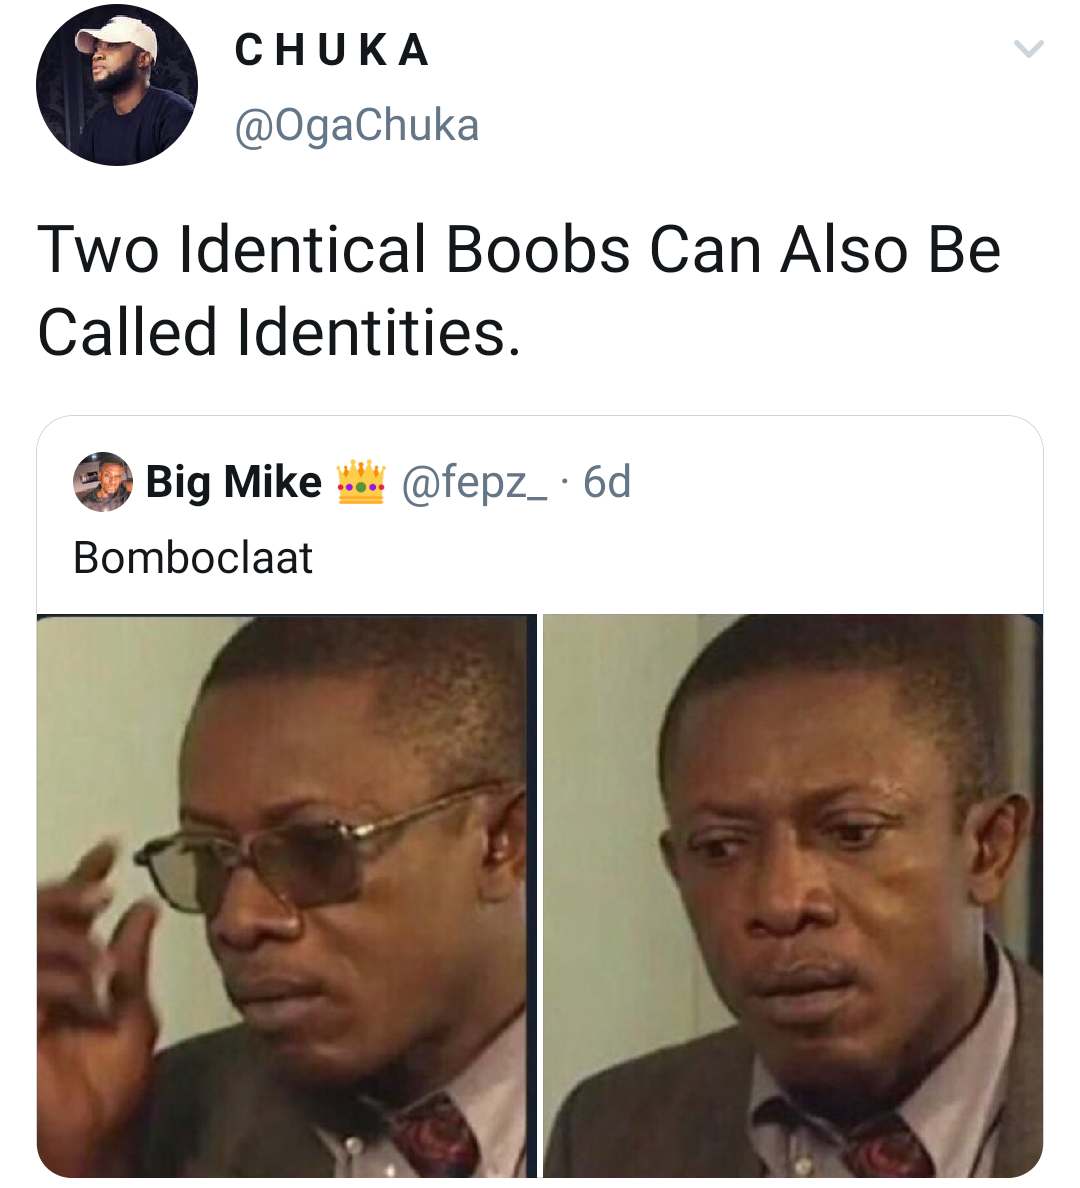 CHUKA
@OgaChuka
Two Identical Boobs Can Also Be
Called Identities.
Big Mike 👑 @fepz_ · 6d
Bomboclaat